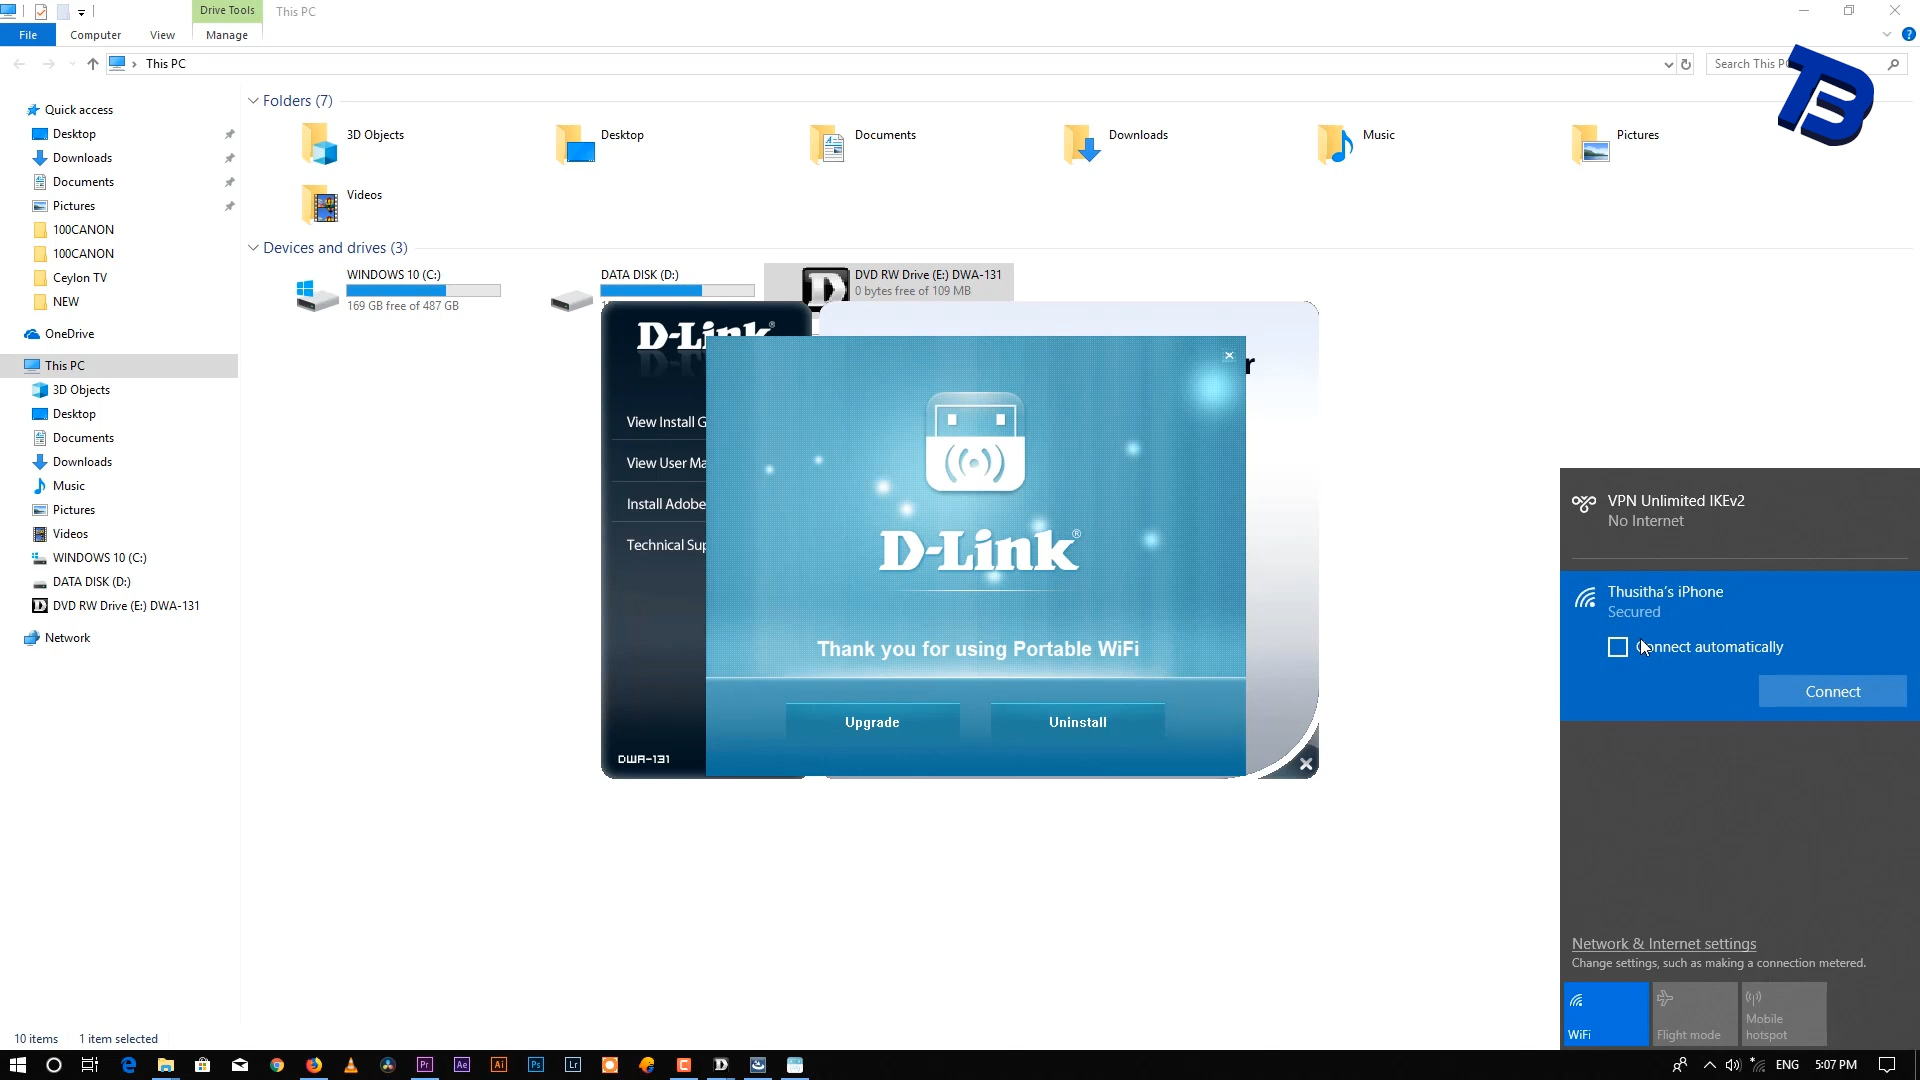 Drive Tools
This PC
File
Computer
View
Manage
This PC
Search This P
Quick access
Desktop
Downloads
Documents
Pictures
100CANON
100CANON
Ceylon TV
NEW
OneDrive
This PC
3D Objects
Desktop
Documents
Downloads
Music
Pictures
Videos
WINDOWS 10 (C:)
DATA DISK (D:)
DVD RW Drive (E:) DWA-131
Network
Folders (7)
3D Objects
Desktop
Documents
Downloads
Music
Pictures
Videos
Devices and drives (3)
WINDOWS 10 (C:)
169 GB free of 487 GB
DATA DISK (D:)
DVD RW Drive (E:) DWA-131
0 bytes free of 109 MB
D-Link
View Install G
View User Ma
Install Adobe
Technical Sup
DWA-131
r
D-Link®
Thank you for using Portable WiFi
Upgrade
Uninstall
VPN Unlimited IKEv2
No Internet
Thusitha's iPhone
Secured
Connect automatically
Connect
Network & Internet settings
Change settings, such as making a connection metered.
WiFi
Flight mode
Mobile
hotspot
10 items
1 item selected
Pr
Ae
Ai
Ps
Lr
ENG
5:07 PM